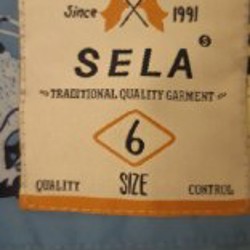 Since 1991
SELA
TRADITIONAL QUALITY GARMENT
6
QUALITY SIZE CONTROL